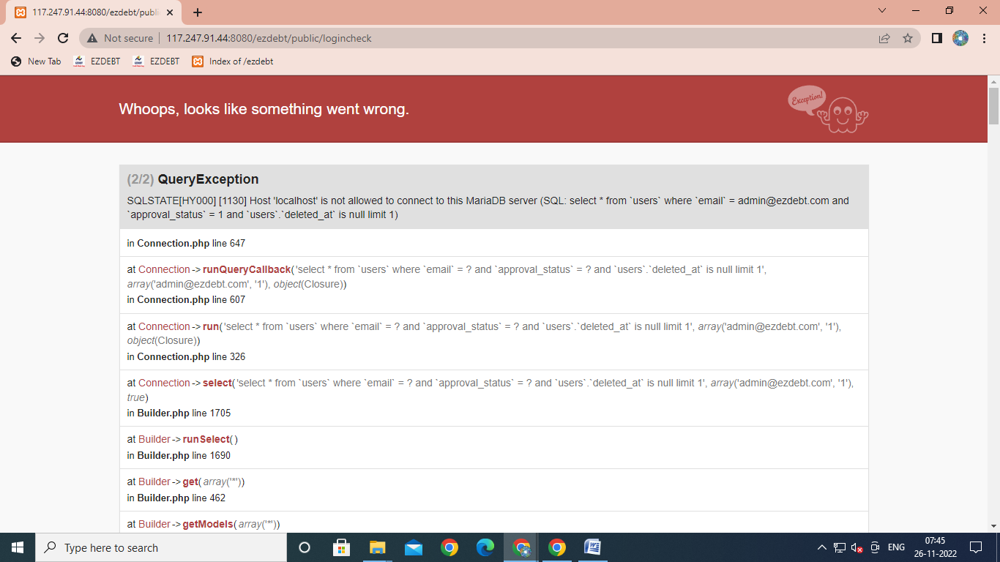 117.247.91.44:8080/ezdebt/publi
Not secure
117.247.91.44:8080/ezdebt/public/logincheck
New Tab
EZDEBT
EZDEBT
Index of /ezdebt
Whoops, looks like something went wrong.
Exception!
(2/2) QueryException
SQLSTATE[HY000] [1130] Host 'localhost' is not allowed to connect to this MariaDB server (SQL: select * from `users` where `email` = admin@ezdebt.com and
`approval_status` = 1 and `users`.`deleted_at` is null limit 1)
in Connection.php line 647
at Connection->runQueryCallback('select * from `users` where `email` = ? and `approval_status` = ? and `users`.`deleted_at` is null limit 1',
array('admin@ezdebt.com', '1'), object(Closure))
in Connection.php line 607
at Connection->run('select * from `users` where `email` = ? and `approval_status` = ? and `users`.`deleted_at` is null limit 1', array('admin@ezdebt.com', '1'),
object(Closure))
in Connection.php line 326
at Connection->select('select * from `users` where `email` = ? and `approval_status` = ? and `users`.`deleted_at` is null limit 1', array('admin@ezdebt.com', '1'),
true)
in Builder.php line 1705
at Builder->runSelect()
in Builder.php line 1690
at Builder->get(array('*'))
in Builder.php line 462
at Builder->getModels(array('*'))
Type here to search
ENG
07:45
26-11-2022